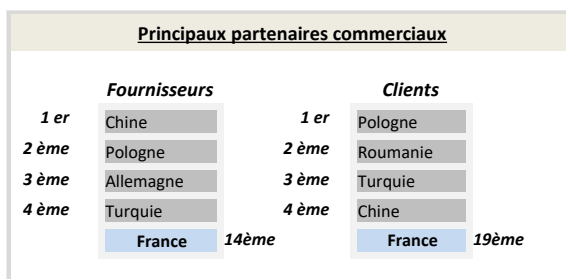 Principaux partenaires commerciaux
Fournisseurs Clients
1 er Chine 1 er Pologne
2 ème Pologne 2 ème Roumanie
3 ème Allemagne 3 ème Turquie
4 ème Turquie 4 ème Chine
France 14ème France 19ème